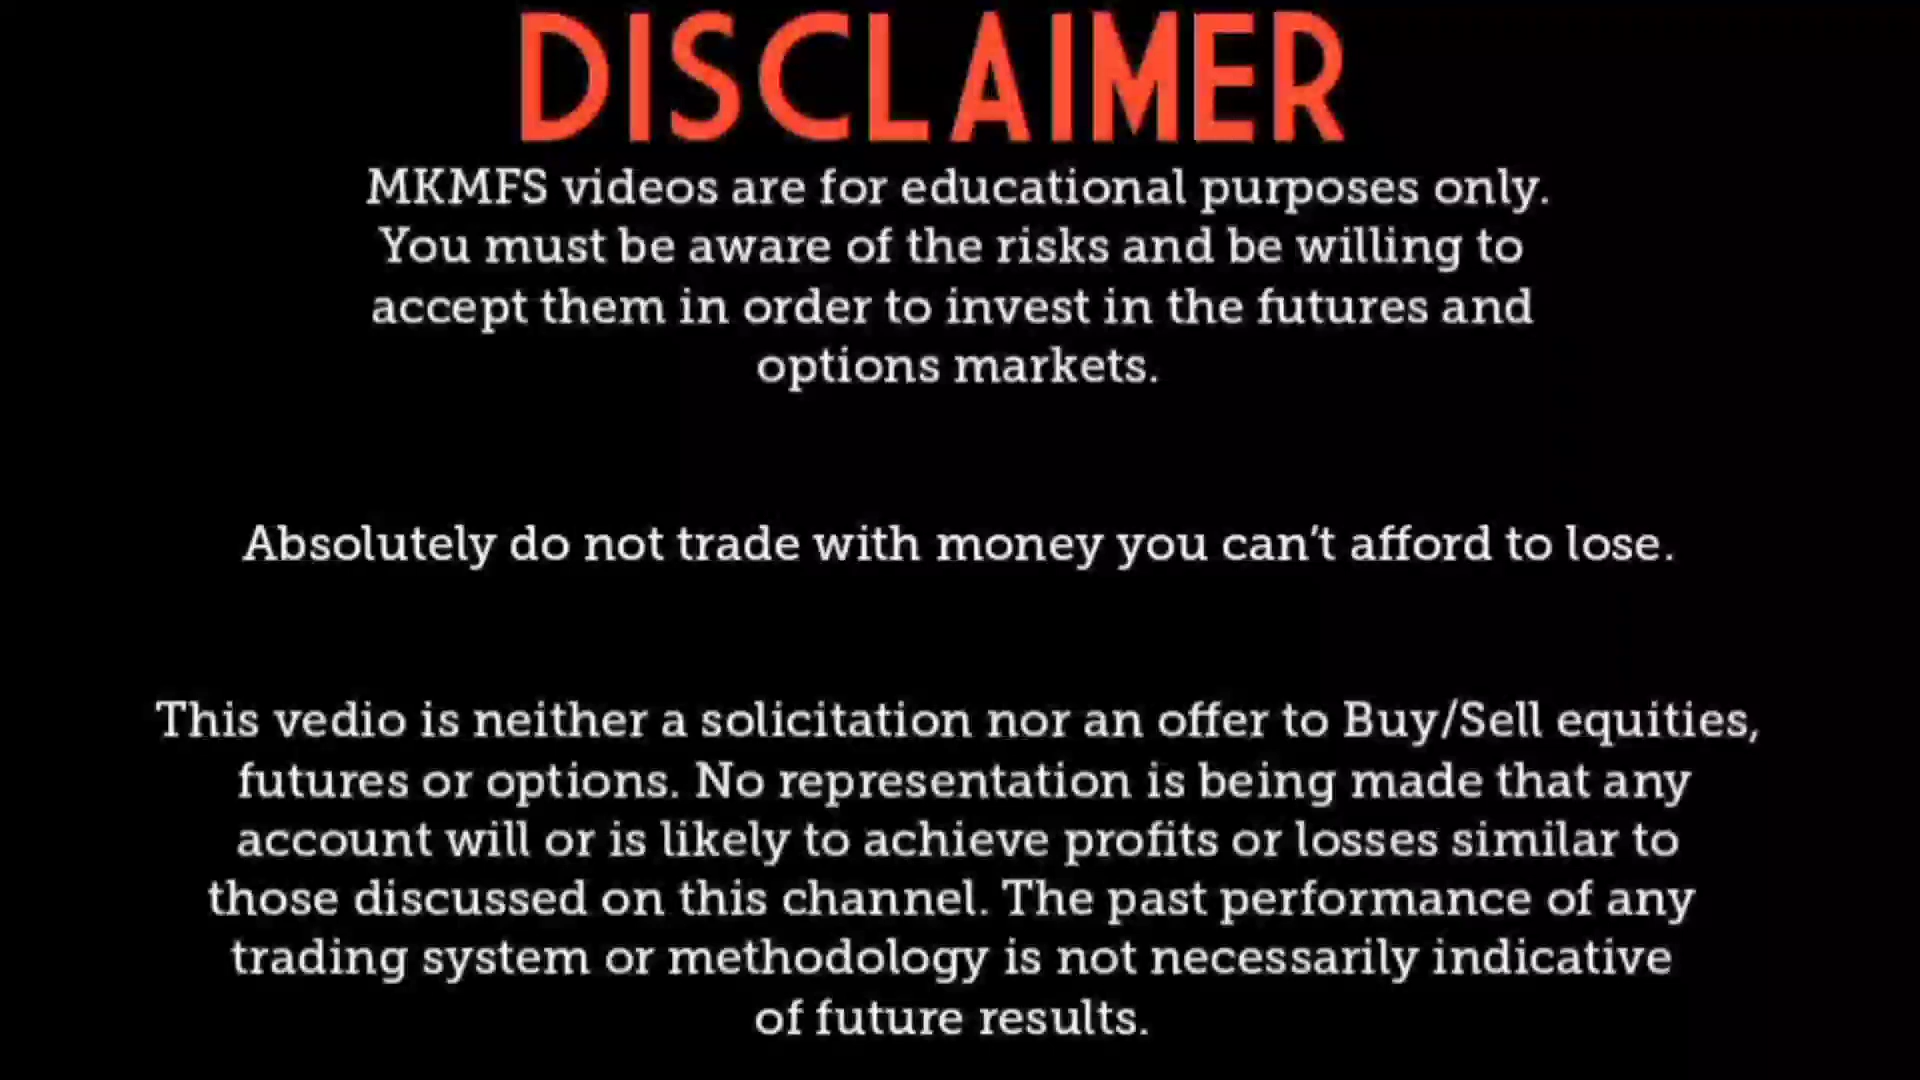 DISCLAIMER
MKMFS videos are for educational purposes only.
You must be aware of the risks and be willing to
accept them in order to invest in the futures and
options markets.
Absolutely do not trade with money you can't afford to lose.
This vedio is neither a solicitation nor an offer to Buy/Sell equities,
futures or options. No representation is being made that any
account will or is likely to achieve profits or losses similar to
those discussed on this channel. The past performance of any
trading system or methodology is not necessarily indicative
of future results.